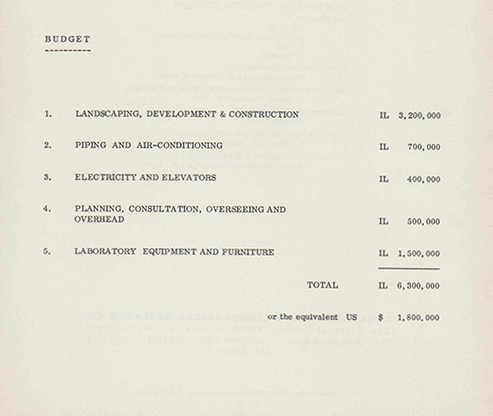 BUDGET
1. LANDSCAPING, DEVELOPMENT & CONSTRUCTION IL 3,200,000
2. PIPING AND AIR-CONDITIONING IL 700,000
3. ELECTRICITY AND ELEVATORS IL 400,000
4. PLANNING, CONSULTATION, OVERSEEING AND
OVERHEAD IL 500,000
5. LABORATORY EQUIPMENT AND FURNITURE IL 1,500,000
TOTAL IL 6,300,000
or the equivalent US $ 1,800,000